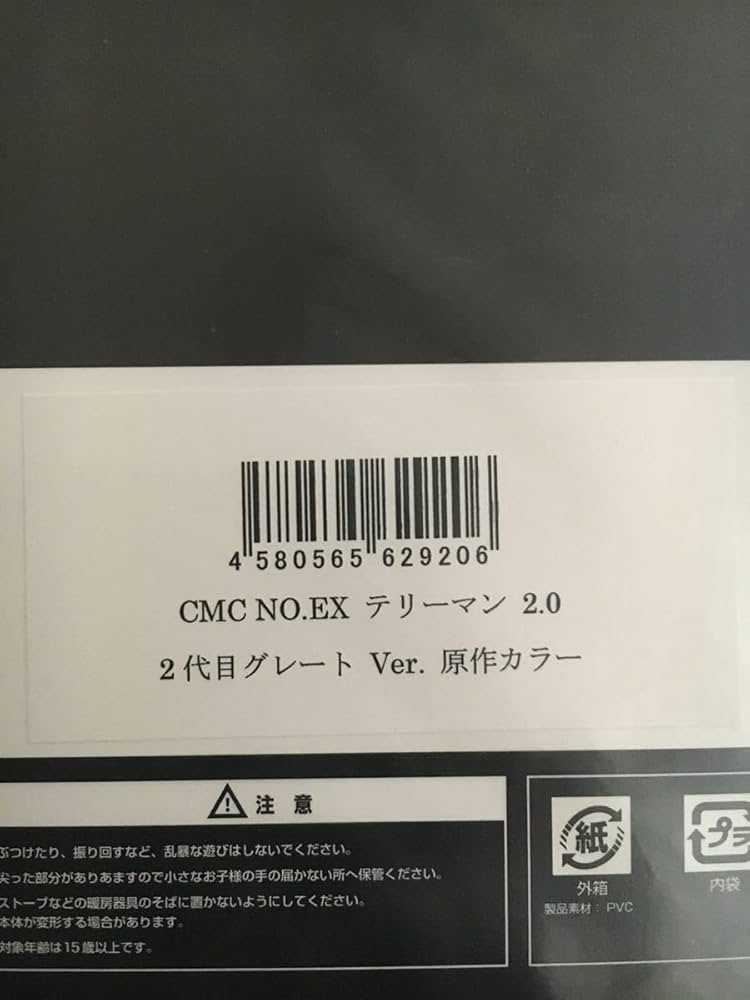 4 580565 629206
CMC NO.EX テリーマン 2.0
2代目グレート Ver. 原作カラー
注 意
ぶつけたり、振り回すなど、乱暴な遊びはしないでください。
尖った部分がありあますので小さなお子様の手の届かない所へ保管ください。
ストーブなどの暖房器具のそばに置かないようにしてください。
本体が変形する場合があります。
対象年齢は15歳以上です。
紙
外箱
プラ
内袋
製品素材：PVC